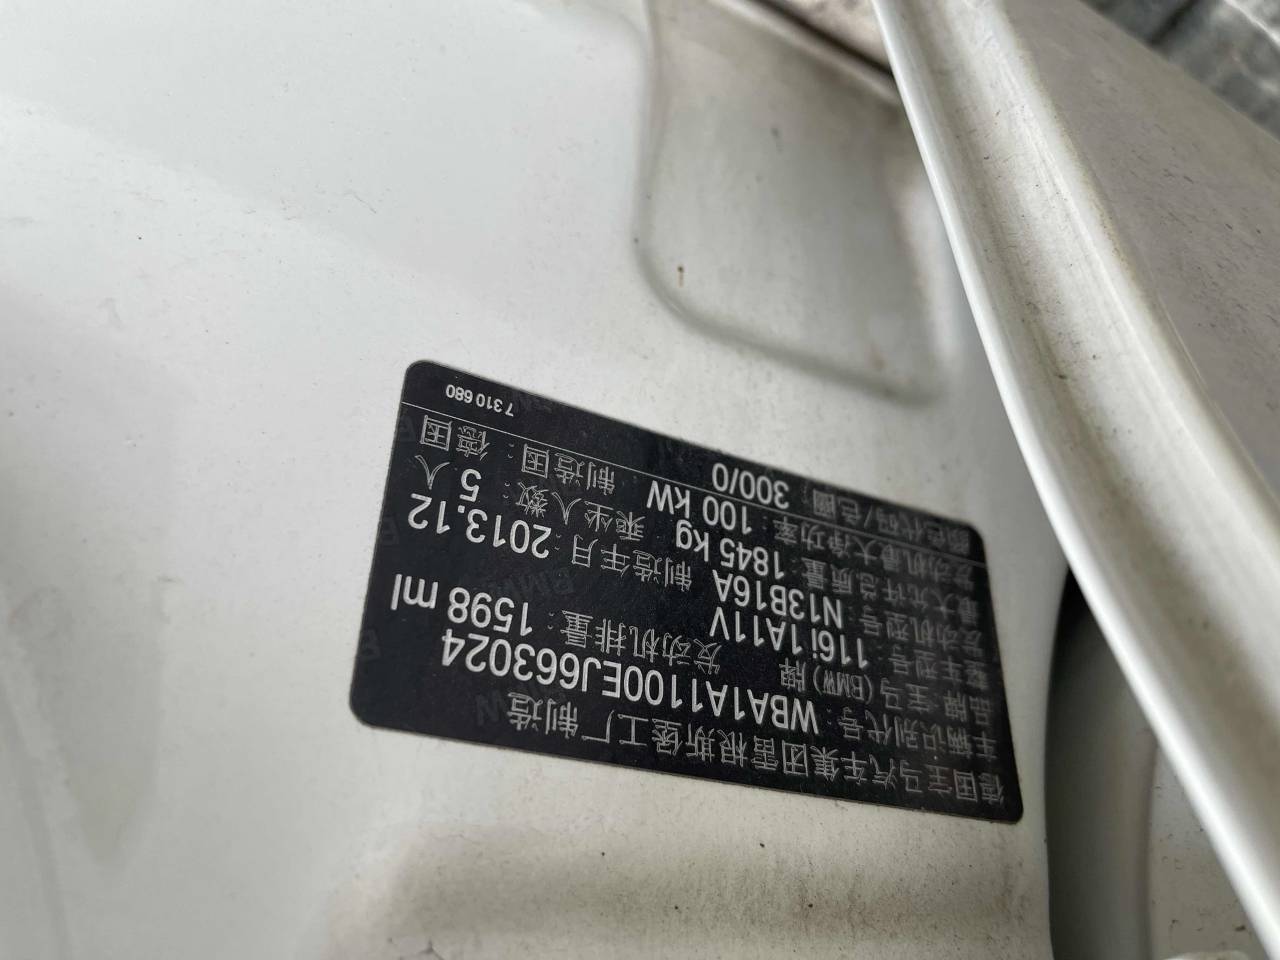 德国宝马汽车集团雷根斯堡工厂 制造
车辆识别代号: WBA1A1100EJ663024
品牌: 宝马(BMW)牌 发动机排量: 1598 ml
整车型号: 116i 1A11V
发动机型号: N13B16A 制造年月: 2013.12
最大允许总质量: 1845 kg 乘坐人数: 5 人
发动机最大净功率: 100 kW 制造国: 德国
颜色代码/色圈: 300/0
7 310 680